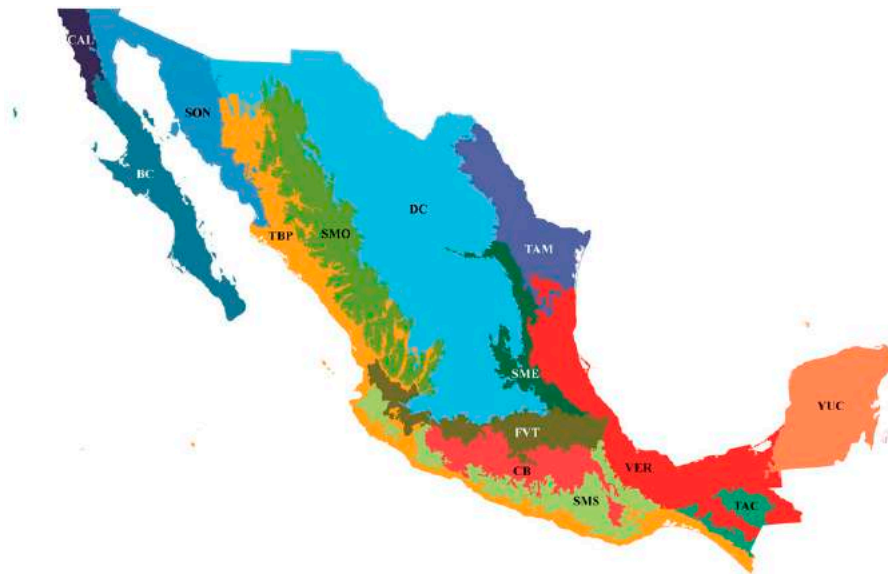 CAL
SON
BC
DC
TBP
SMO
TAM
SME
YUC
FVT
CB
VER
SMS
TAC